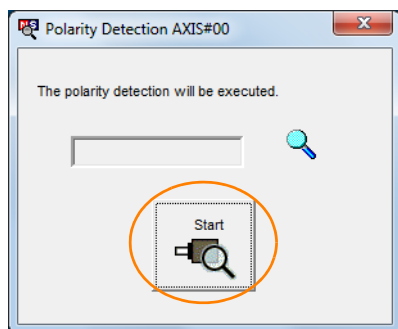 Polarity Detection AXIS#00
The polarity detection will be executed.
Start